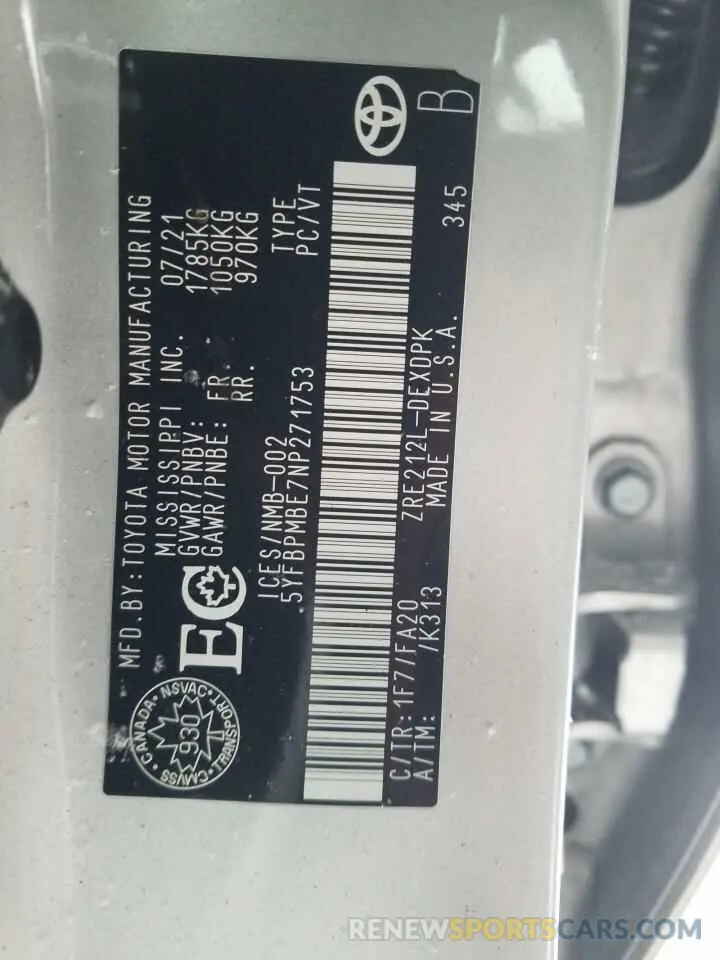 MFD. BY: TOYOTA MOTOR MANUFACTURING
MISSISSIPPI INC. 07/21
GVWR/PNBV: 1785KG
GAWR/PNBE: FR. 1050KG
RR. 970KG
EC
ICES/NMB-002
5YFBPMBE7NP271753
TYPE
PC/VT
CANADA • NSVAC • TRANSPORT • CMVSS
930
C/TR: 1F7/FA20 ZRE212L-DEXDPK
A/TM: /K313 MADE IN U.S.A. 345 B
RENEWSPORTSCARS.COM